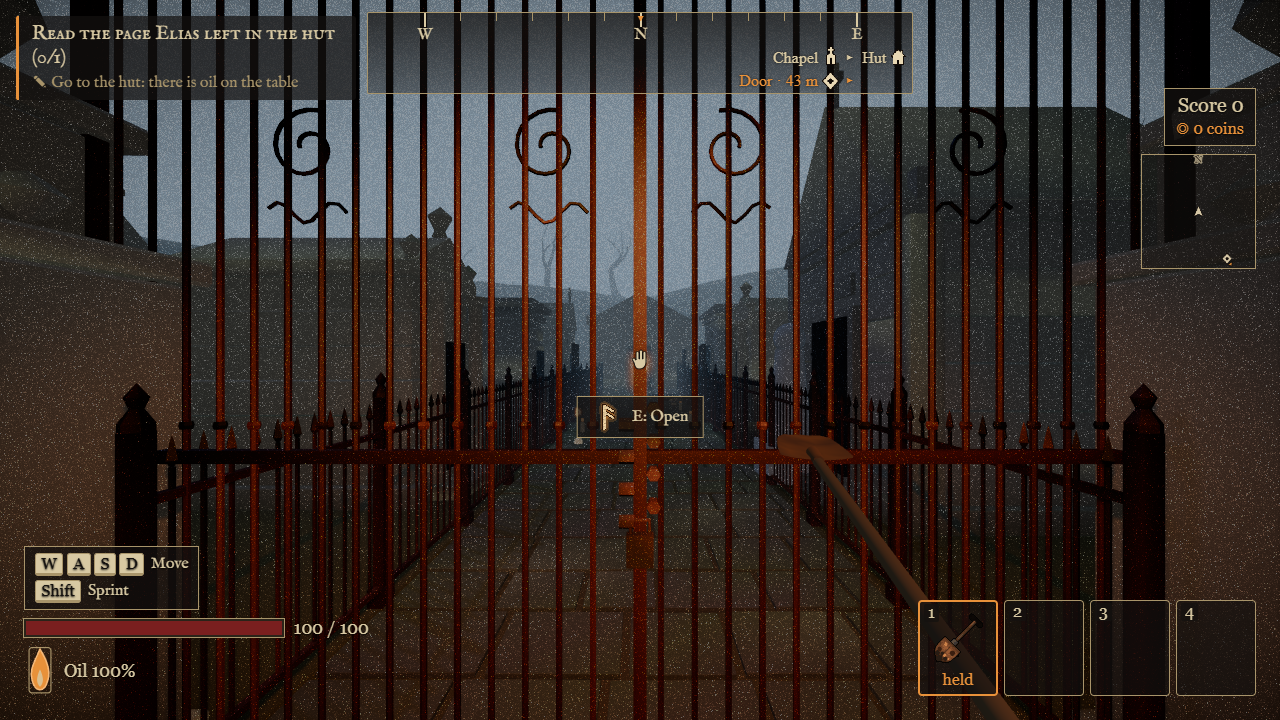 Read the page Elias left in the hut
(0/1)
Go to the hut: there is oil on the table
W N E
Chapel Hut
Door · 43 m
Score 0
0 coins
E: Open
W A S D Move
Shift Sprint
100 / 100
Oil 100%
1 2 3 4
held